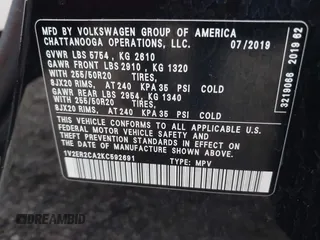 MFD. BY VOLKSWAGEN GROUP OF AMERICA
CHATTANOOGA OPERATIONS, LLC. 07/2019
GVWR LBS 5754 , KG 2610
GAWR FRONT LBS 2910 , KG 1320
WITH 255/50R20 TIRES,
8JX20 RIMS, AT 240 KPA 35 PSI COLD
GAWR REAR LBS 2954, KG 1340
WITH 255/50R20 TIRES,
8JX20 RIMS, AT 240 KPA 35 PSI COLD
THIS VEHICLE CONFORMS TO ALL APPLICABLE
FEDERAL MOTOR VEHICLE SAFETY AND
THEFT PREVENTION STANDARDS IN EFFECT ON THE
DATE OF MANUFACTURE SHOWN ABOVE.
1V2ER2CA2KC592691 TYPE: MPV
3219066 2019 62
DREAMBID